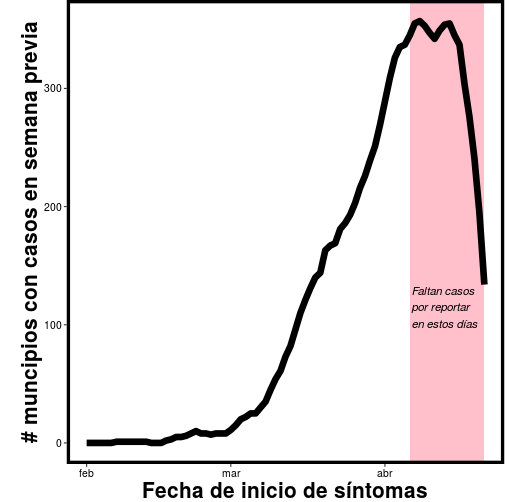 # muncipios con casos en semana previa
300
200
100
0
Faltan casos
por reportar
en estos días
feb mar abr
Fecha de inicio de síntomas